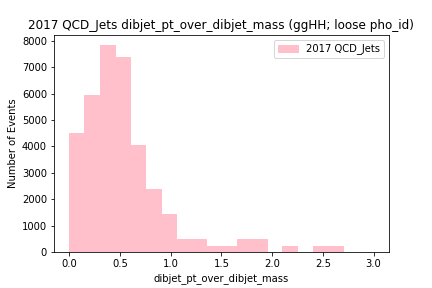 2017 QCD_Jets dibjet_pt_over_dibjet_mass (ggHH; loose pho_id)
2017 QCD_Jets
8000
7000
6000
5000
4000
3000
2000
1000
0
Number of Events
0.0 0.5 1.0 1.5 2.0 2.5 3.0
dibjet_pt_over_dibjet_mass